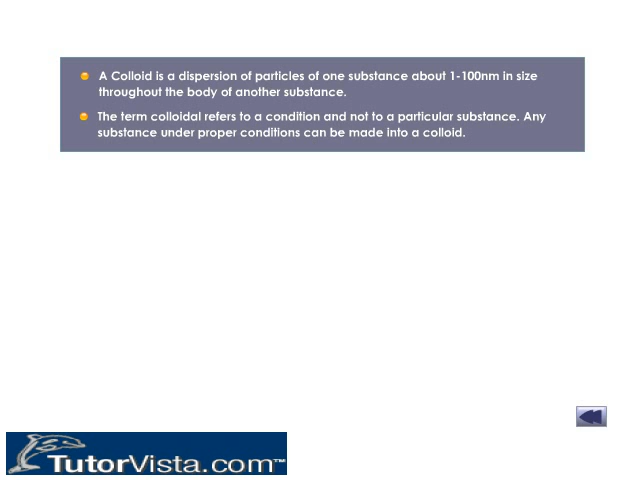 A Colloid is a dispersion of particles of one substance about 1-100nm in size
throughout the body of another substance.
The term colloidal refers to a condition and not to a particular substance. Any
substance under proper conditions can be made into a colloid.
TutorVista.com™